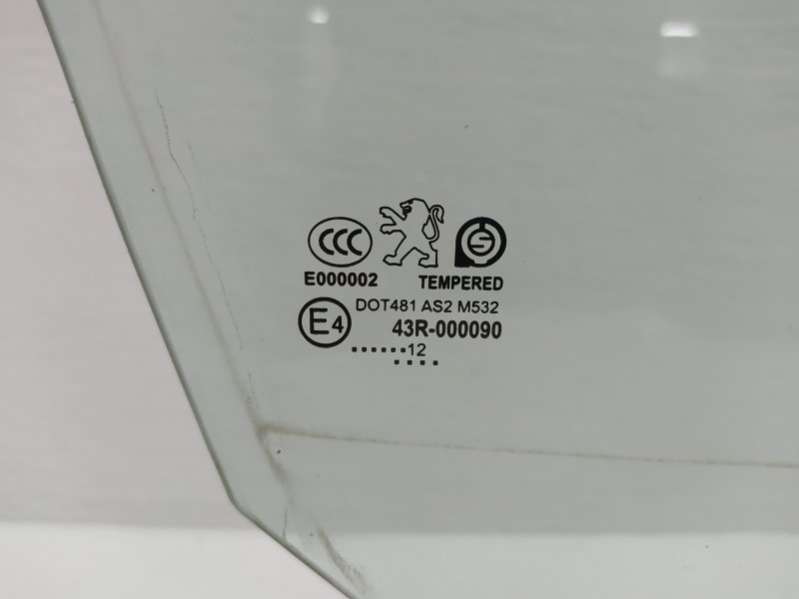 CCC
E000002 TEMPERED
DOT481 AS2 M532
E4 43R-000090
......12
....